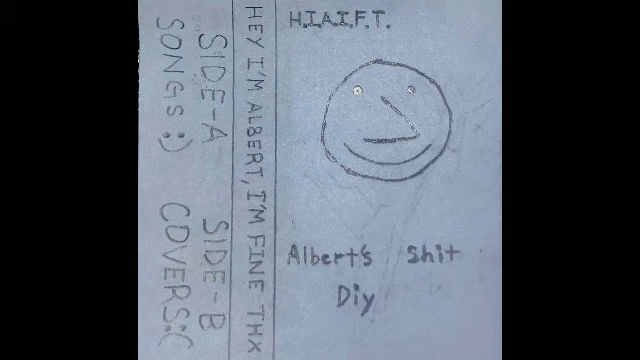 SIDE-A
SONGS:)
SIDE-B
COVERS:(
HEY I'M ALBERT, I'M FINE THX
H.I.A.I.F.T.
Albert's Shit
Diy